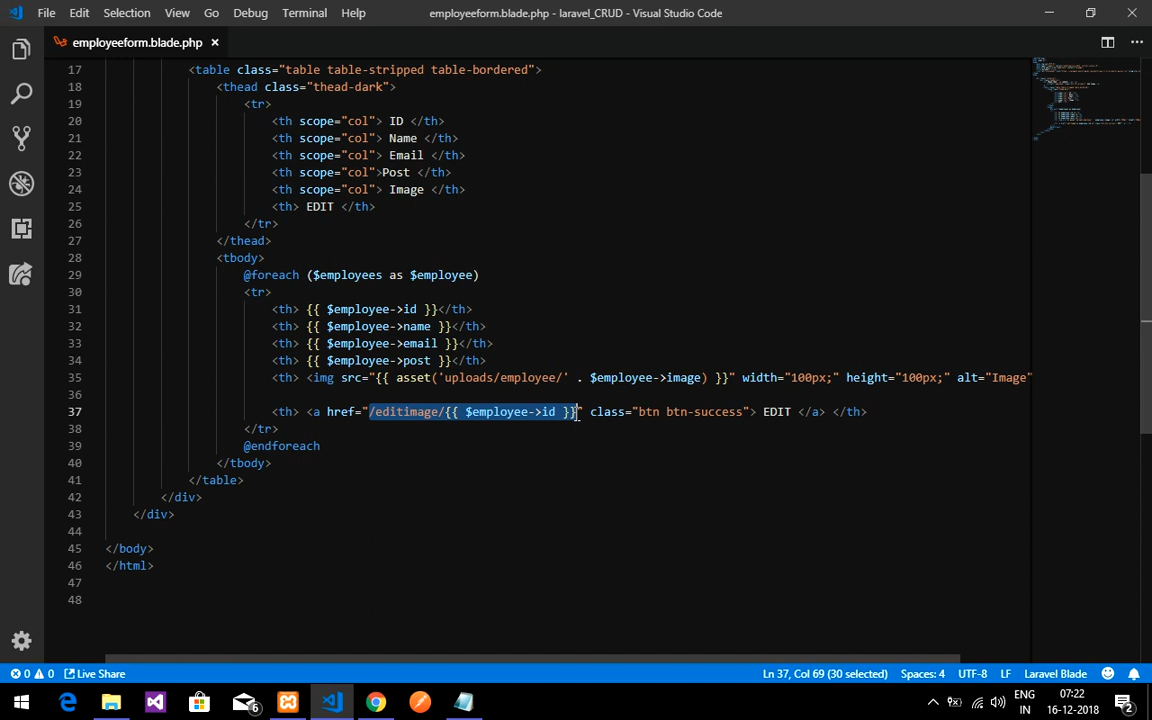 File Edit Selection View Go Debug Terminal Help
employeeform.blade.php - laravel_CRUD - Visual Studio Code
employeeform.blade.php ×
17 <table class="table table-stripped table-bordered">
18 <thead class="thead-dark">
19 <tr>
20 <th scope="col"> ID </th>
21 <th scope="col"> Name </th>
22 <th scope="col"> Email </th>
23 <th scope="col">Post </th>
24 <th scope="col"> Image </th>
25 <th> EDIT </th>
26 </tr>
27 </thead>
28 <tbody>
29 @foreach ($employees as $employee)
30 <tr>
31 <th> {{ $employee->id }}</th>
32 <th> {{ $employee->name }}</th>
33 <th> {{ $employee->email }}</th>
34 <th> {{ $employee->post }}</th>
35 <th> <img src="{{ asset('uploads/employee/' . $employee->image) }}" width="100px;" height="100px;" alt="Image"
36
37 <th> <a href="/editimage/{{ $employee->id }}" class="btn btn-success"> EDIT </a> </th>
38 </tr>
39 @endforeach
40 </tbody>
41 </table>
42 </div>
43 </div>
44
45 </body>
46 </html>
47
48
0 0 Live Share Ln 37, Col 69 (30 selected) Spaces: 4 UTF-8 LF Laravel Blade
6
ENG
IN
07:22
16-12-2018
2